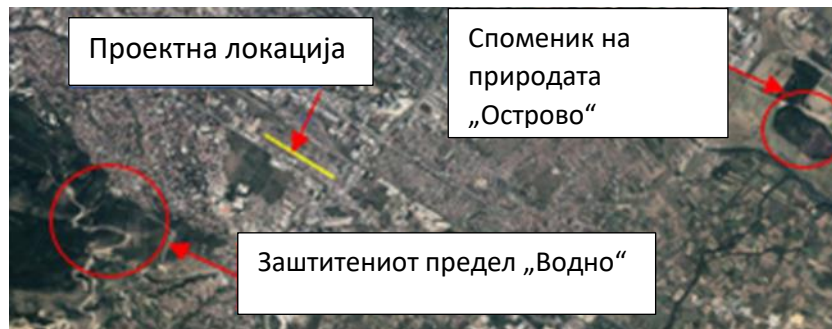 Проектна локација
Споменик на
природата
„Острово“
Заштитениот предел „Водно“